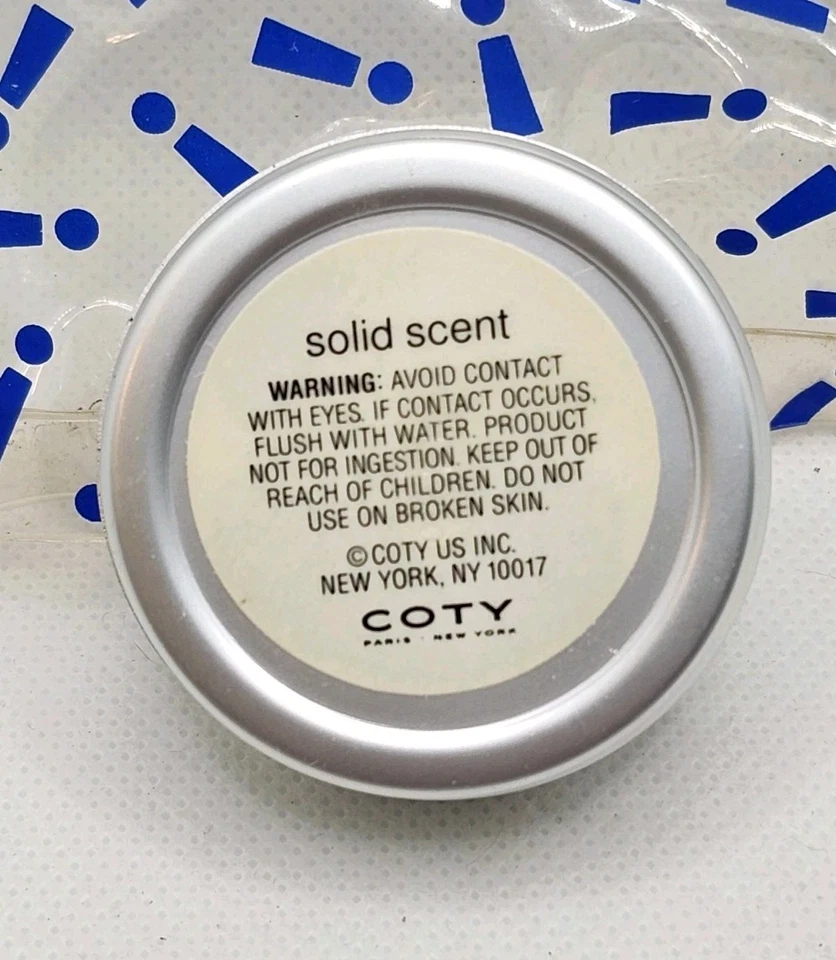 solid scent
WARNING: AVOID CONTACT
WITH EYES. IF CONTACT OCCURS,
FLUSH WITH WATER. PRODUCT
NOT FOR INGESTION. KEEP OUT OF
REACH OF CHILDREN. DO NOT
USE ON BROKEN SKIN.
©COTY US INC.
NEW YORK, NY 10017
COTY
PARIS · NEW YORK